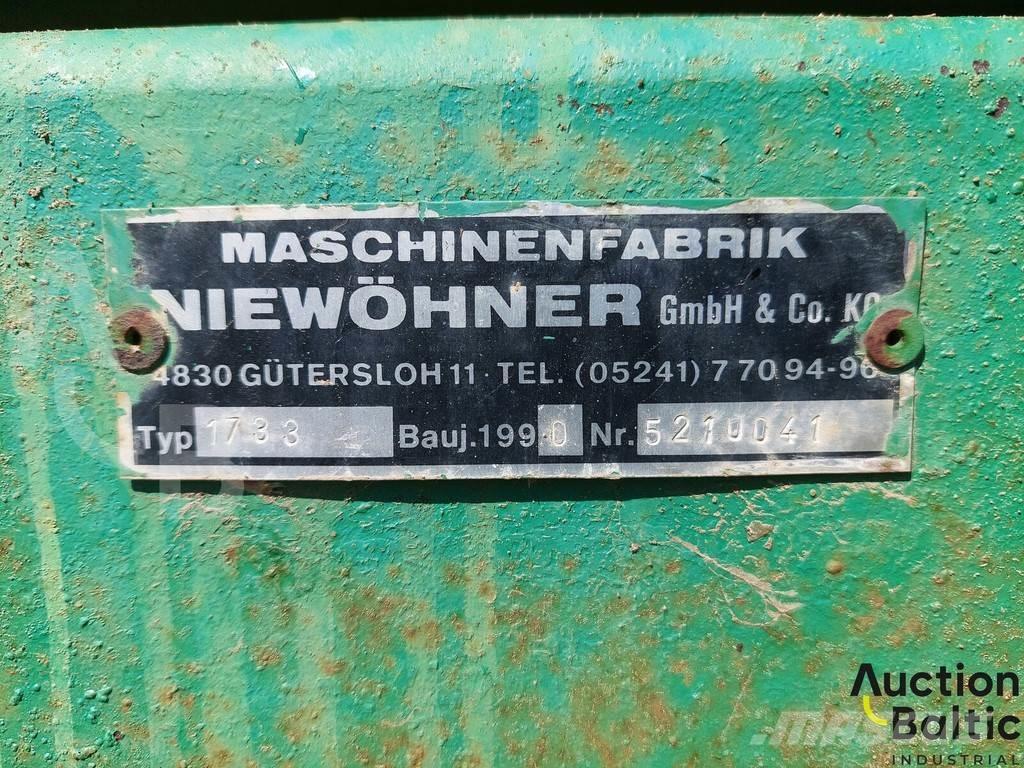 MASCHINENFABRIK
NIEWÖHNER GmbH & Co. KG
4830 GÜTERSLOH 11 · TEL. (05241) 7 70 94-96
Typ 1733 Bauj. 1990 Nr. 5210041
Auction
Baltic
INDUSTRIAL